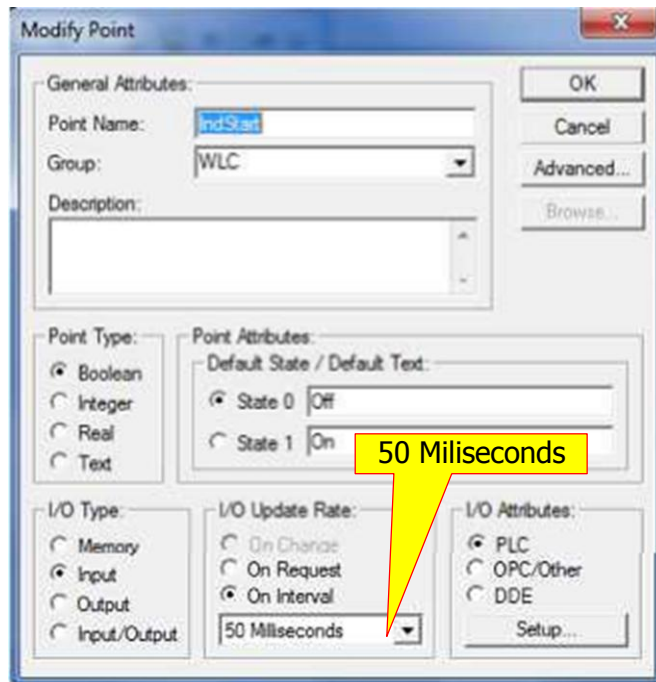 Modify Point
General Attributes:
OK
Point Name: IndStart
Cancel
Group: WLC
Advanced...
Description:
Browse...
Point Type:
Point Attributes:
Default State / Default Text:
Boolean
State 0 Off
Integer
Real
State 1 On
Text
50 Miliseconds
I/O Type:
I/O Update Rate:
I/O Attributes:
Memory
On Change
PLC
Input
On Request
OPC/Other
Output
On Interval
DDE
Input/Output
50 Milliseconds
Setup...